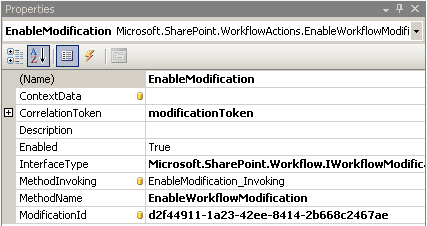 Properties
EnableModification Microsoft.SharePoint.WorkflowActions.EnableWorkflowModifi
(Name) EnableModification
ContextData
CorrelationToken modificationToken
Description
Enabled True
InterfaceType Microsoft.SharePoint.Workflow.IWorkflowModifica
MethodInvoking EnableModification_Invoking
MethodName EnableWorkflowModification
ModificationId d2f44911-1a23-42ee-8414-2b668c2467ae